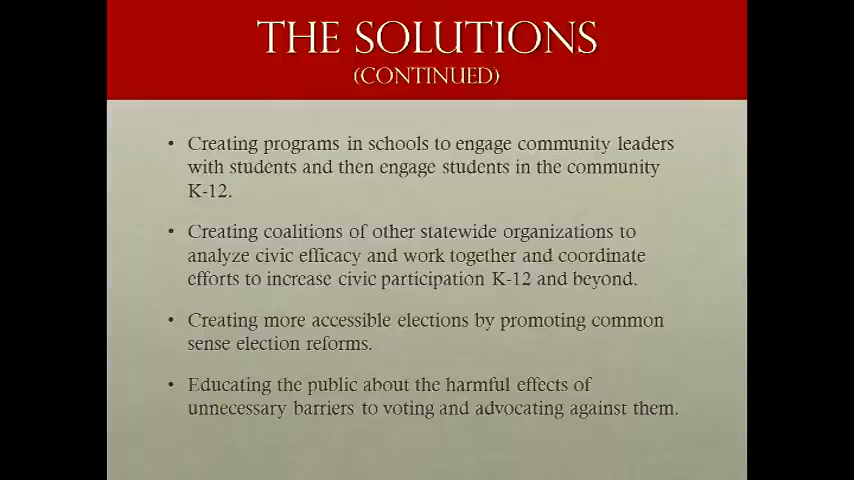 THE SOLUTIONS
(CONTINUED)
• Creating programs in schools to engage community leaders
with students and then engage students in the community
K-12.
• Creating coalitions of other statewide organizations to
analyze civic efficacy and work together and coordinate
efforts to increase civic participation K-12 and beyond.
• Creating more accessible elections by promoting common
sense election reforms.
• Educating the public about the harmful effects of
unnecessary barriers to voting and advocating against them.